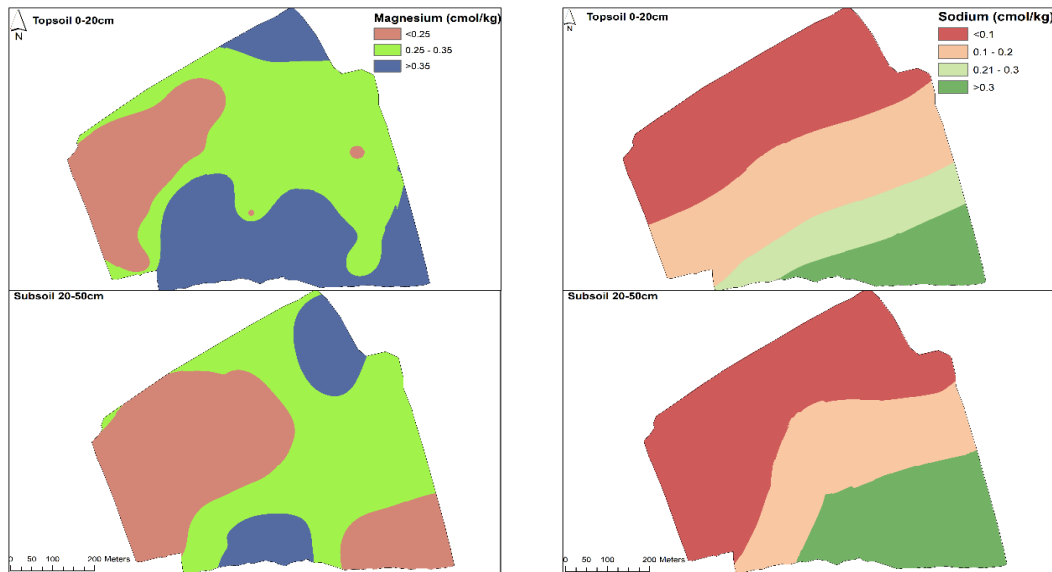 Topsoil 0-20cm
N
Magnesium (cmol/kg)
<0.25
0.25 - 0.35
>0.35
Subsoil 20-50cm
0 50 100 200 Meters
Topsoil 0-20cm
N
Sodium (cmol/kg)
<0.1
0.1 - 0.2
0.21 - 0.3
>0.3
Subsoil 20-50cm
0 50 100 200 Meters